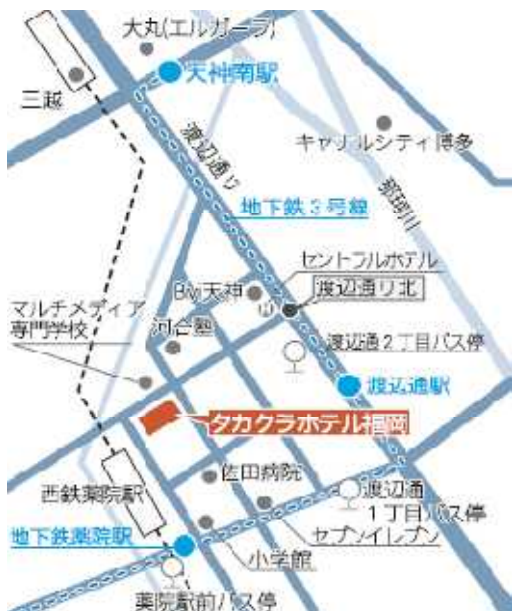 大丸(エルガーラ)
天神南駅
三越
渡辺通り
キャナルシティ博多
地下鉄3号線
那珂川
セントラルホテル
By天神
渡辺通り北
マルチメディア
専門学校
河合塾
渡辺通2丁目バス停
渡辺通駅
タカクラホテル福岡
西鉄薬院駅
佐田病院
渡辺通
1丁目バス停
地下鉄薬院駅
小学館
セブンイレブン
薬院駅前バス停